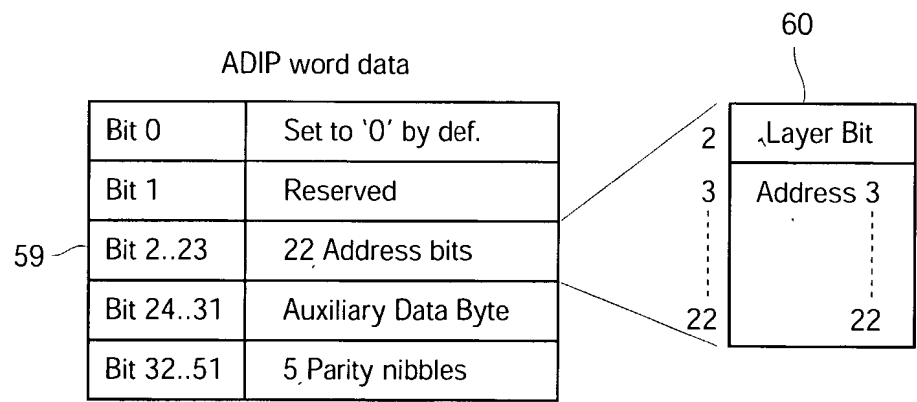 60
ADIP word data
Bit 0 Set to '0' by def.
Bit 1 Reserved
59 Bit 2..23 22 Address bits
Bit 24..31 Auxiliary Data Byte
Bit 32..51 5 Parity nibbles
2 Layer Bit
3 Address 3
22 22